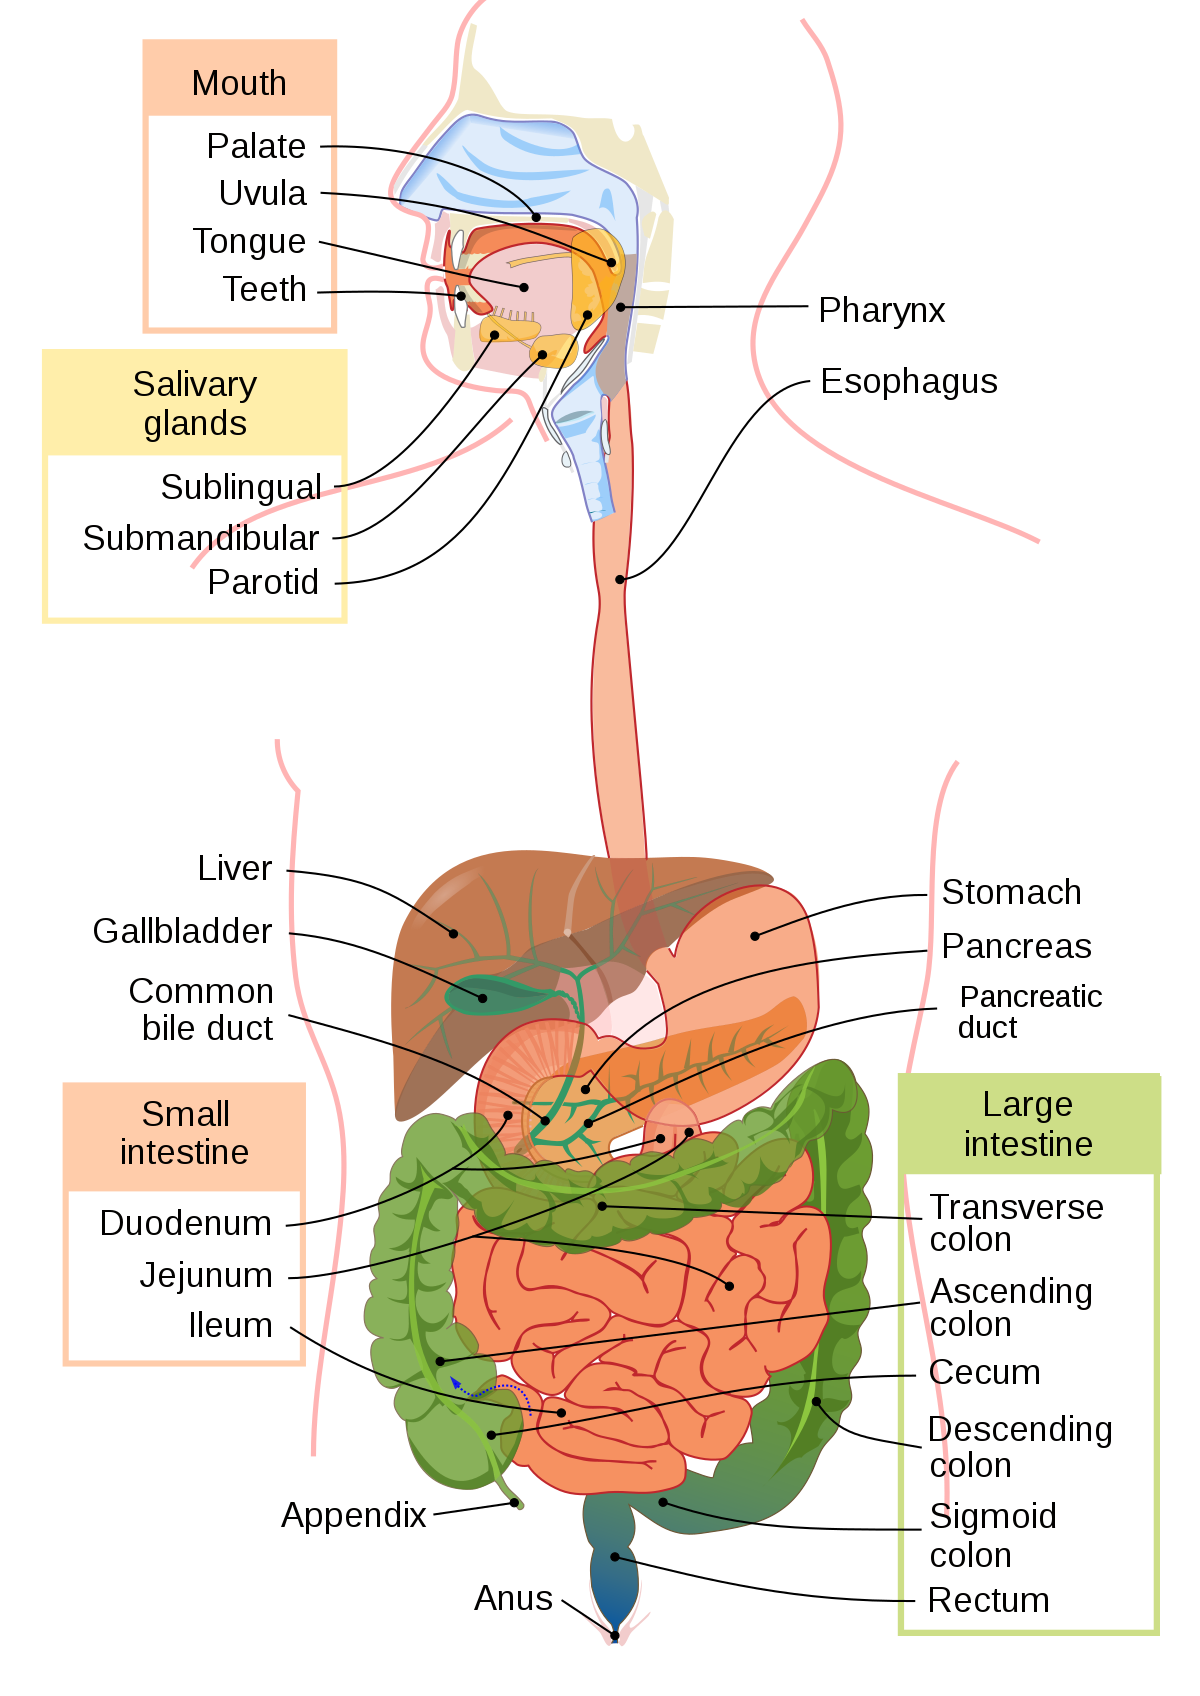 Mouth
Palate
Uvula
Tongue
Teeth
Salivary
glands
Sublingual
Submandibular
Parotid
Pharynx
Esophagus
Liver
Gallbladder
Common
bile duct
Stomach
Pancreas
Pancreatic
duct
Small
intestine
Duodenum
Jejunum
Ileum
Large
intestine
Transverse
colon
Ascending
colon
Cecum
Descending
colon
Sigmoid
colon
Rectum
Appendix
Anus